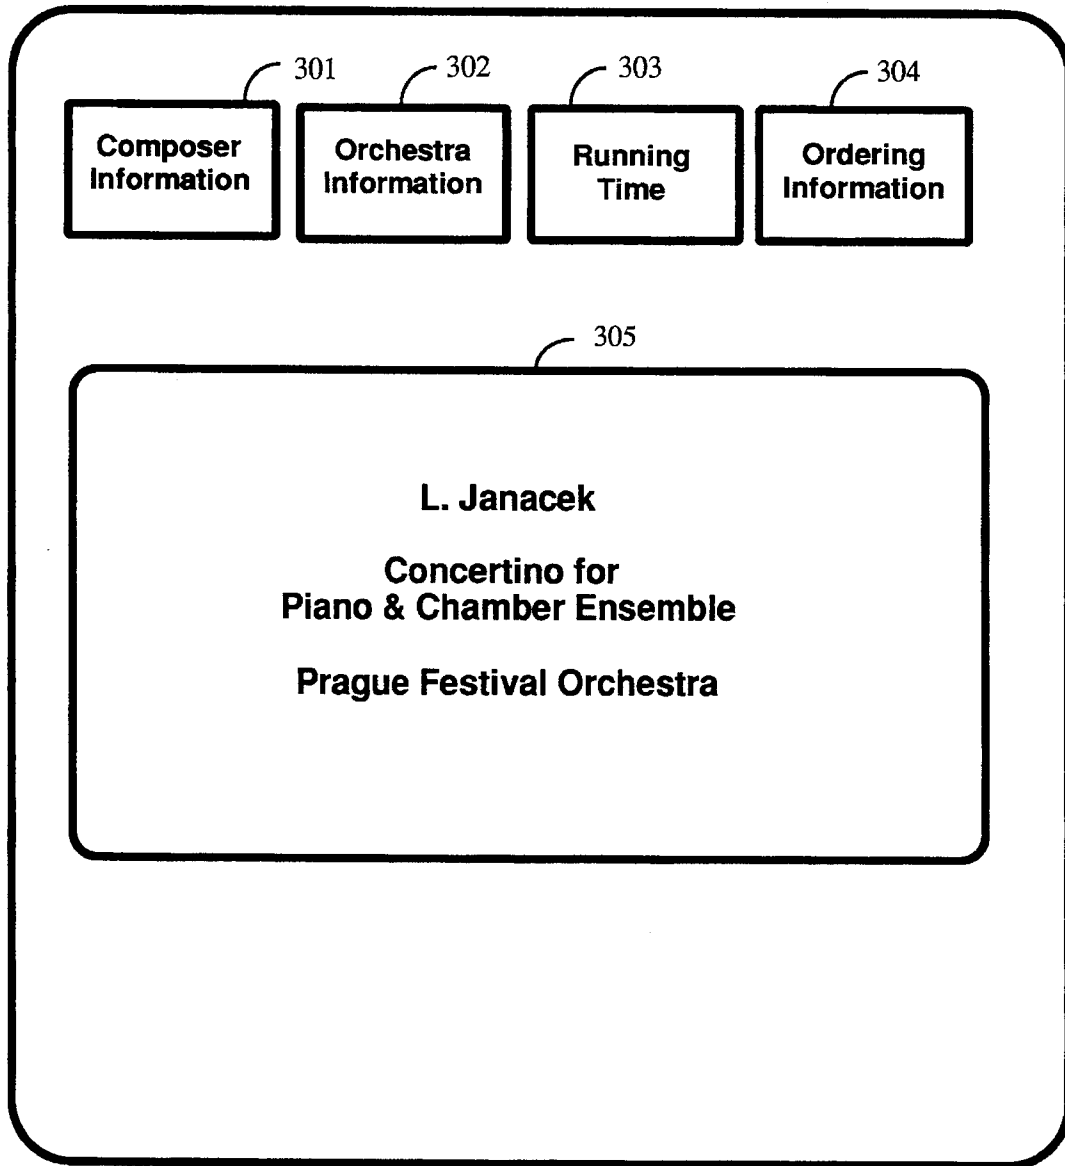 301
302
303
304
Composer
Information
Orchestra
Information
Running
Time
Ordering
Information
305
L. Janacek
Concertino for
Piano & Chamber Ensemble
Prague Festival Orchestra